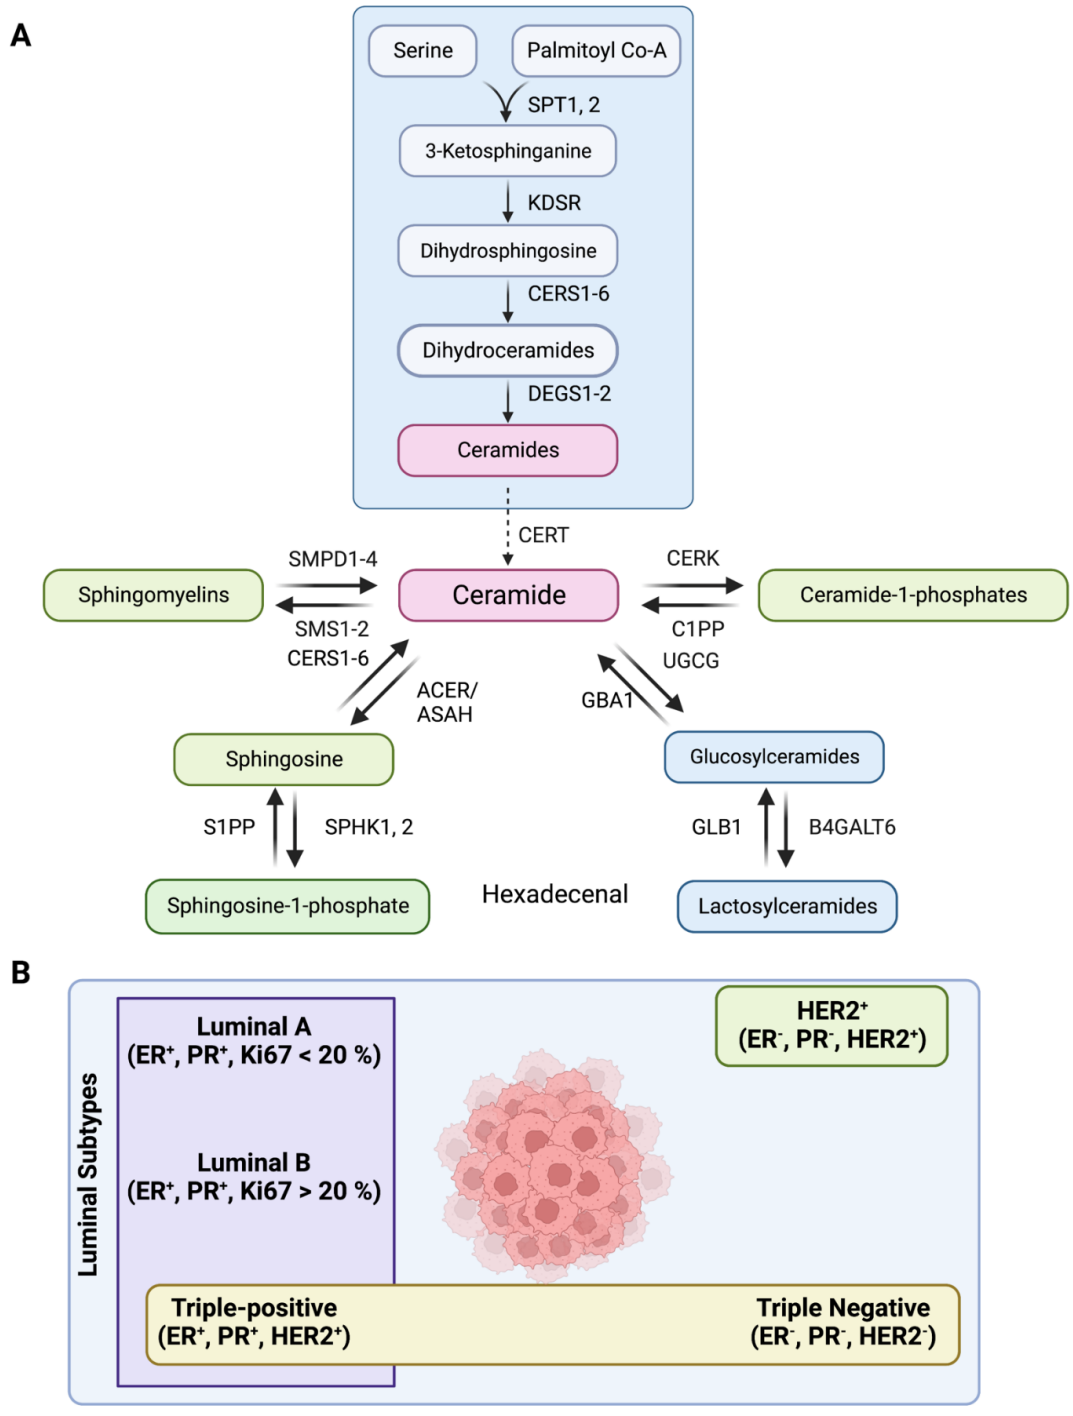 A
Serine
Palmitoyl Co-A
SPT1, 2
3-Ketosphinganine
KDSR
Dihydrosphingosine
CERS1-6
Dihydroceramides
DEGS1-2
Ceramides
CERT
SMPD1-4
CERK
Sphingomyelins
Ceramide
Ceramide-1-phosphates
SMS1-2
C1PP
CERS1-6
UGCG
ACER/
ASAH
GBA1
Sphingosine
Glucosylceramides
S1PP
SPHK1, 2
GLB1
B4GALT6
Sphingosine-1-phosphate
Hexadecenal
Lactosylceramides
B
Luminal Subtypes
Luminal A
(ER⁺, PR⁺, Ki67 < 20 %)
HER2⁺
(ER⁻, PR⁻, HER2⁺)
Luminal B
(ER⁺, PR⁺, Ki67 > 20 %)
Triple-positive
(ER⁺, PR⁺, HER2⁺)
Triple Negative
(ER⁻, PR⁻, HER2⁻)